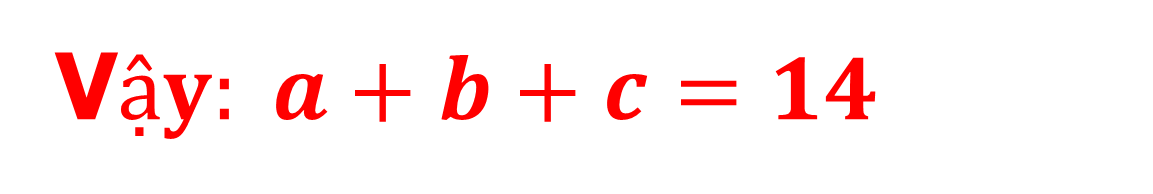 Vậy: a + b + c = 14